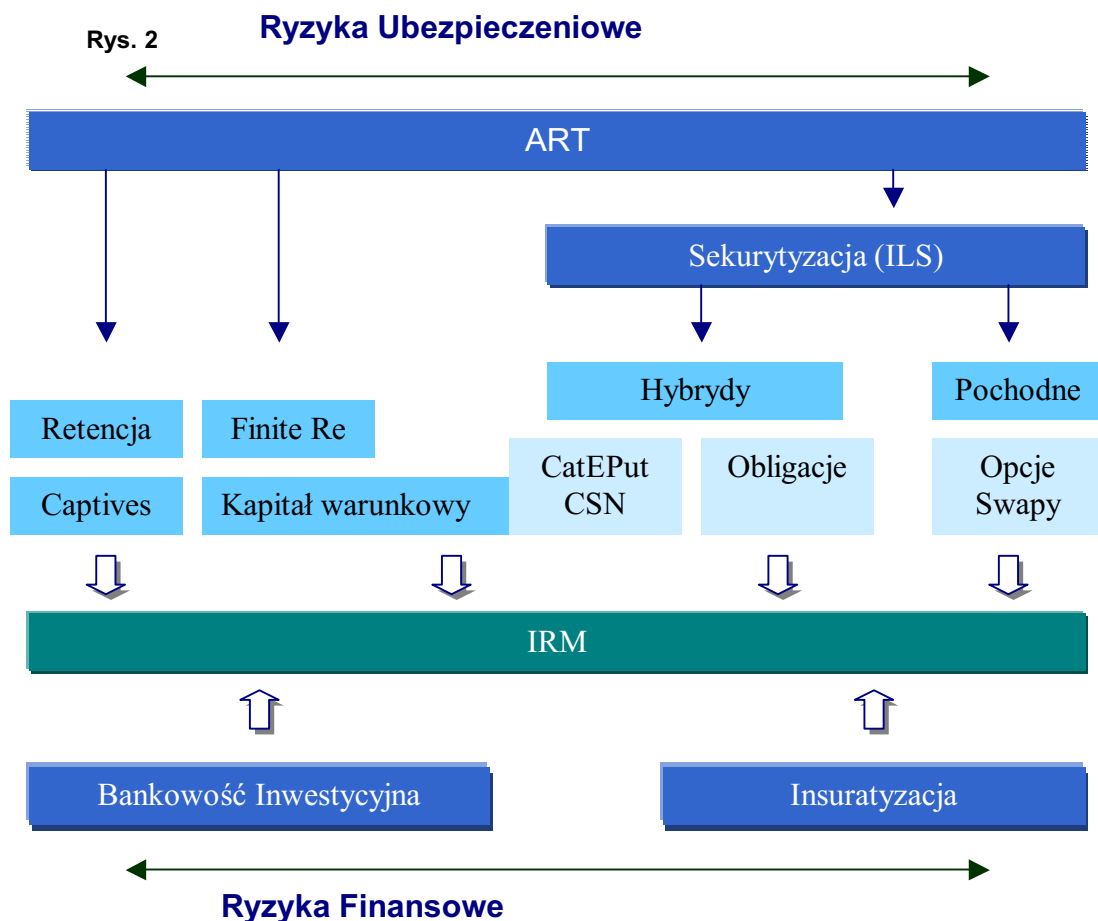 Rys. 2
Ryzyka Ubezpieczeniowe
ART
Sekurytyzacja (ILS)
Hybrydy
Pochodne
Retencja
Finite Re
CatEPut
CSN
Obligacje
Opcje
Swapy
Captives
Kapitał warunkowy
IRM
Bankowość Inwestycyjna
Insuratyzacja
Ryzyka Finansowe